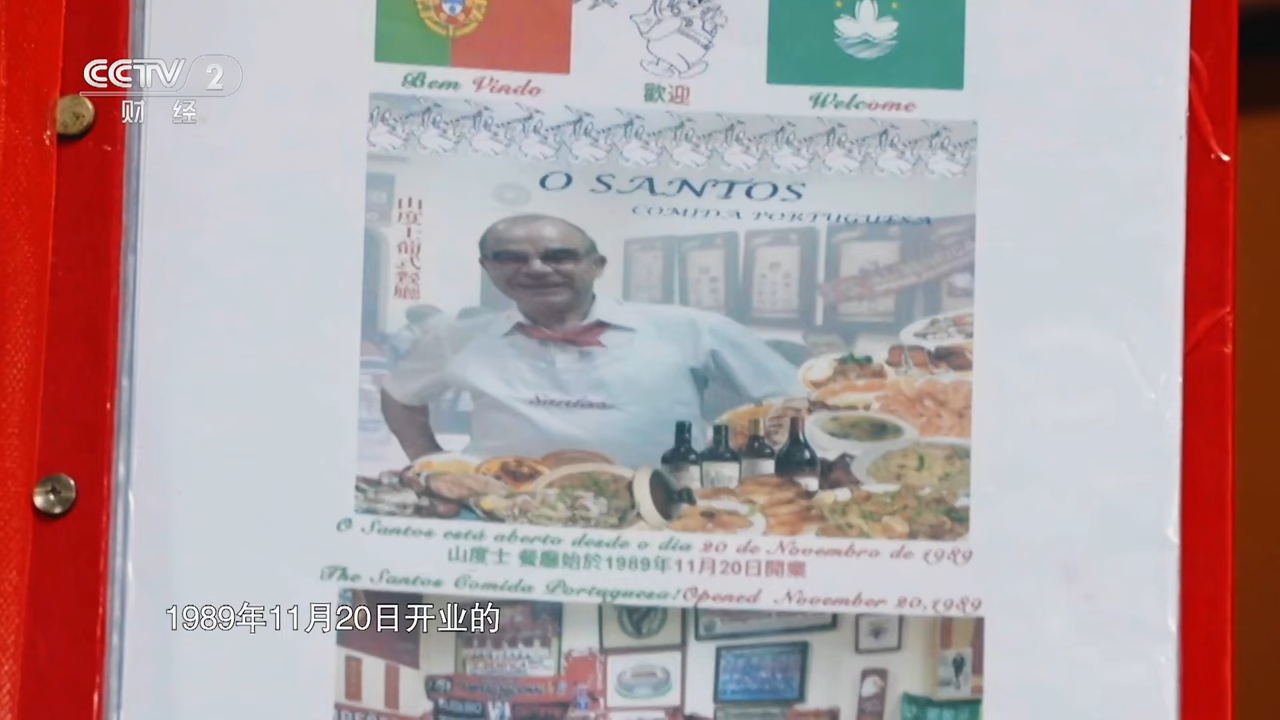 CCTV 2
财经
Bem Vindo
歡迎
Welcome
O SANTOS
COMIDA PORTUGUESA
山度士葡式餐廳
Santos
O Santos está aberto desde o dia 20 de Novembro de 1989
山度士 餐廳始於1989年11月20日開業
The Santos Comida Portuguesa!Opened November 20,1989
1989年11月20日开业的